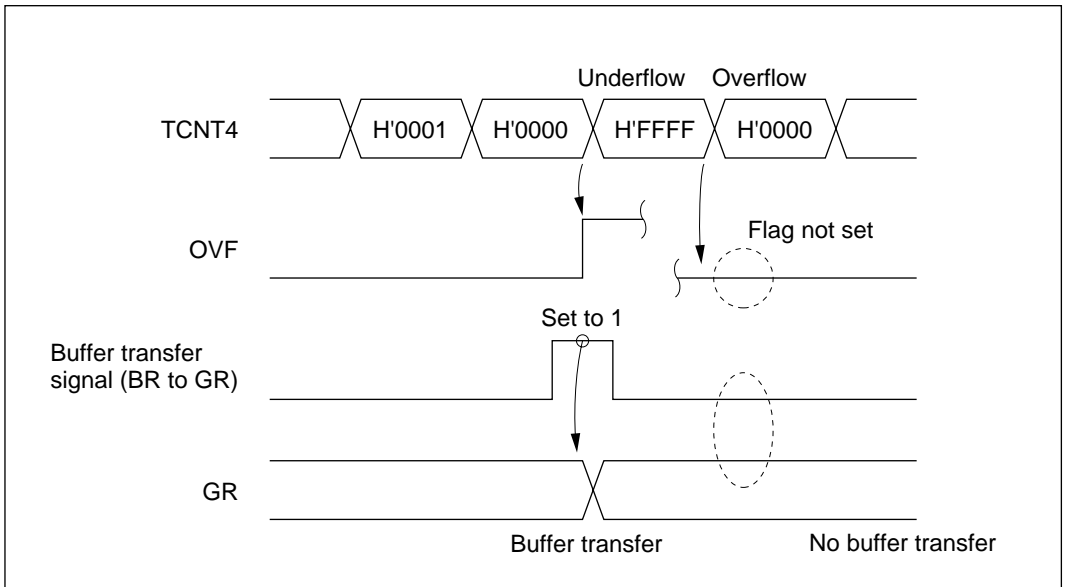 Underflow Overflow
TCNT4 H'0001 H'0000 H'FFFF H'0000
OVF
Flag not set
Set to 1
Buffer transfer
signal (BR to GR)
GR
Buffer transfer No buffer transfer